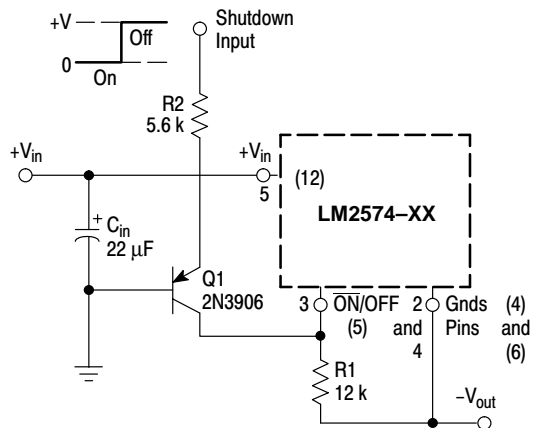 +V
0
On
Off
Shutdown
Input
R2
5.6 k
+Vin
+Vin
5
(12)
LM2574–XX
Cin
22 μF
+
Q1
2N3906
3
ON/OFF
(5)
2
and
4
Gnds
Pins
(4)
and
(6)
R1
12 k
–Vout